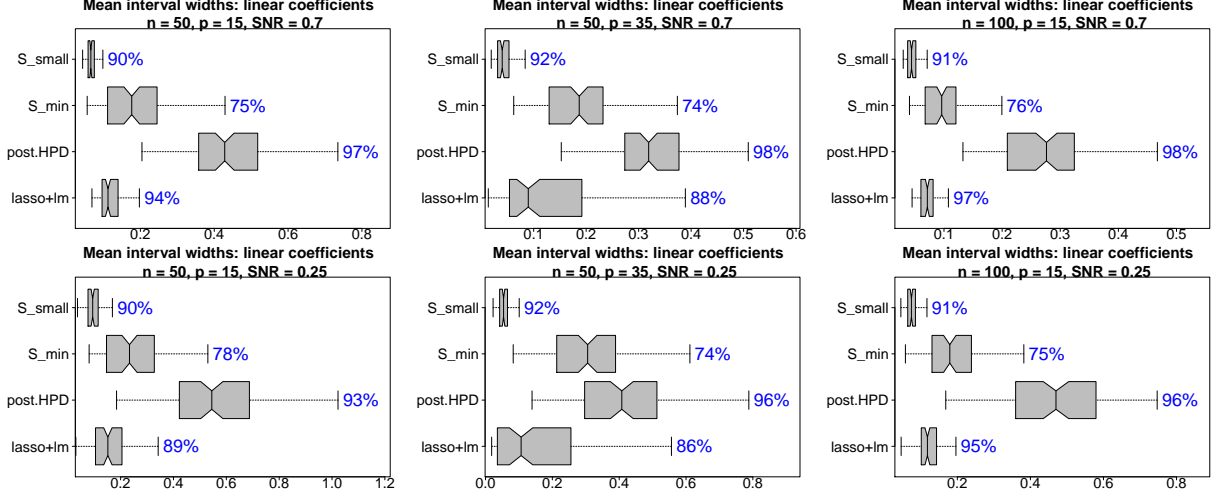 Mean interval widths: linear coefficients
n = 50, p = 15, SNR = 0.7
S_small
90%
S_min
75%
post.HPD
97%
lasso+lm
94%
0.2 0.4 0.6 0.8
Mean interval widths: linear coefficients
n = 50, p = 35, SNR = 0.7
S_small
92%
S_min
74%
post.HPD
98%
lasso+lm
88%
0.1 0.2 0.3 0.4 0.5 0.6
Mean interval widths: linear coefficients
n = 100, p = 15, SNR = 0.7
S_small
91%
S_min
76%
post.HPD
98%
lasso+lm
97%
0.1 0.2 0.3 0.4 0.5
Mean interval widths: linear coefficients
n = 50, p = 15, SNR = 0.25
S_small
90%
S_min
78%
post.HPD
93%
lasso+lm
89%
0.2 0.4 0.6 0.8 1.0 1.2
Mean interval widths: linear coefficients
n = 50, p = 35, SNR = 0.25
S_small
92%
S_min
74%
post.HPD
96%
lasso+lm
86%
0.0 0.2 0.4 0.6 0.8
Mean interval widths: linear coefficients
n = 100, p = 15, SNR = 0.25
S_small
91%
S_min
75%
post.HPD
96%
lasso+lm
95%
0.2 0.4 0.6 0.8